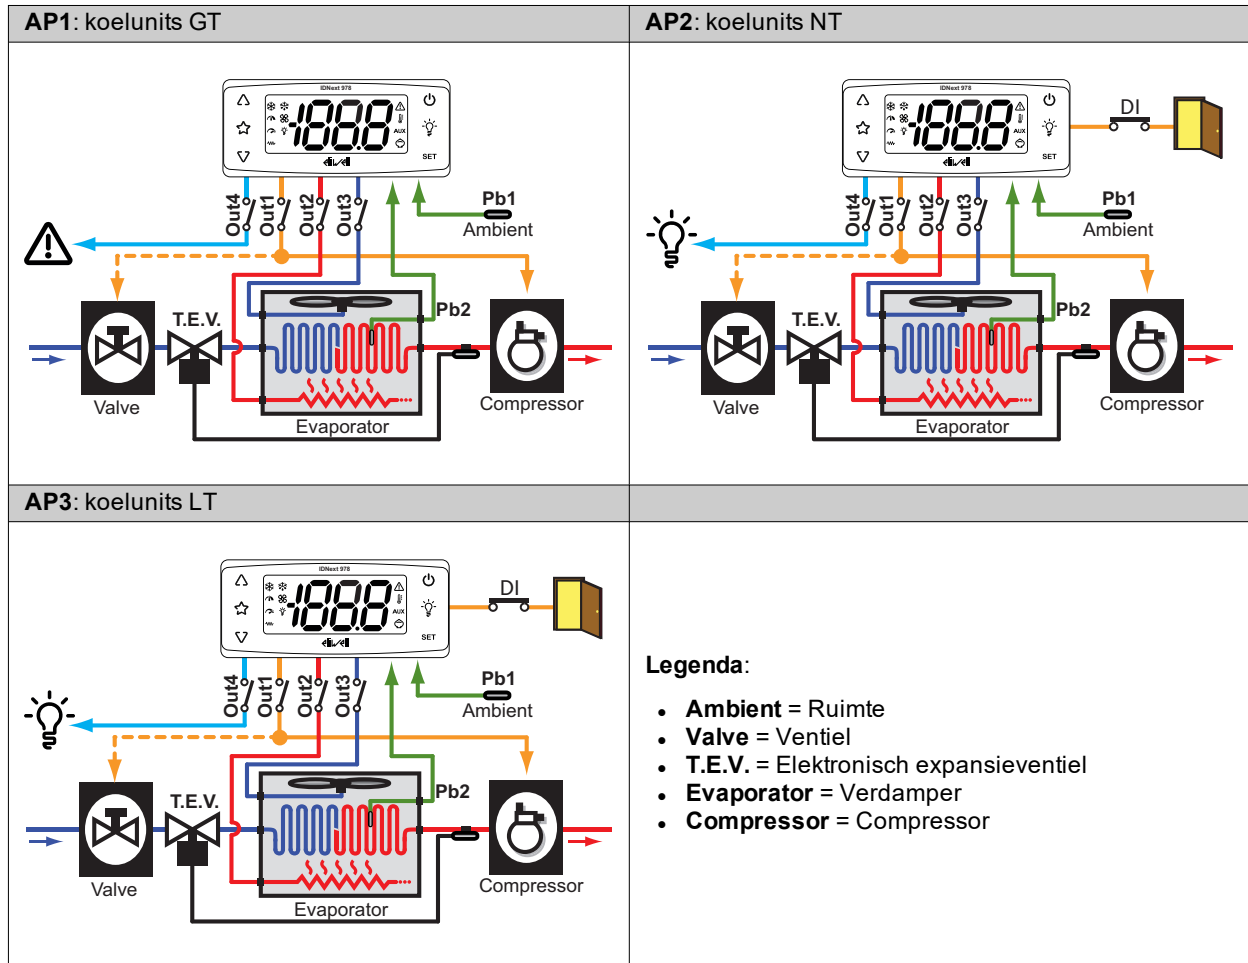 AP1: koelunits GT
IDNext 978
-188.8
AUX
SET
eliwell
Out4
Out1
Out2
Out3
Pb1
Ambient
T.E.V.
Pb2
Valve
Evaporator
Compressor
AP2: koelunits NT
IDNext 978
-188.8
AUX
SET
eliwell
DI
Out4
Out1
Out2
Out3
Pb1
Ambient
T.E.V.
Pb2
Valve
Evaporator
Compressor
AP3: koelunits LT
IDNext 978
-188.8
AUX
SET
eliwell
DI
Out4
Out1
Out2
Out3
Pb1
Ambient
T.E.V.
Pb2
Valve
Evaporator
Compressor
Legenda:
• Ambient = Ruimte
• Valve = Ventiel
• T.E.V. = Elektronisch expansieventiel
• Evaporator = Verdamper
• Compressor = Compressor